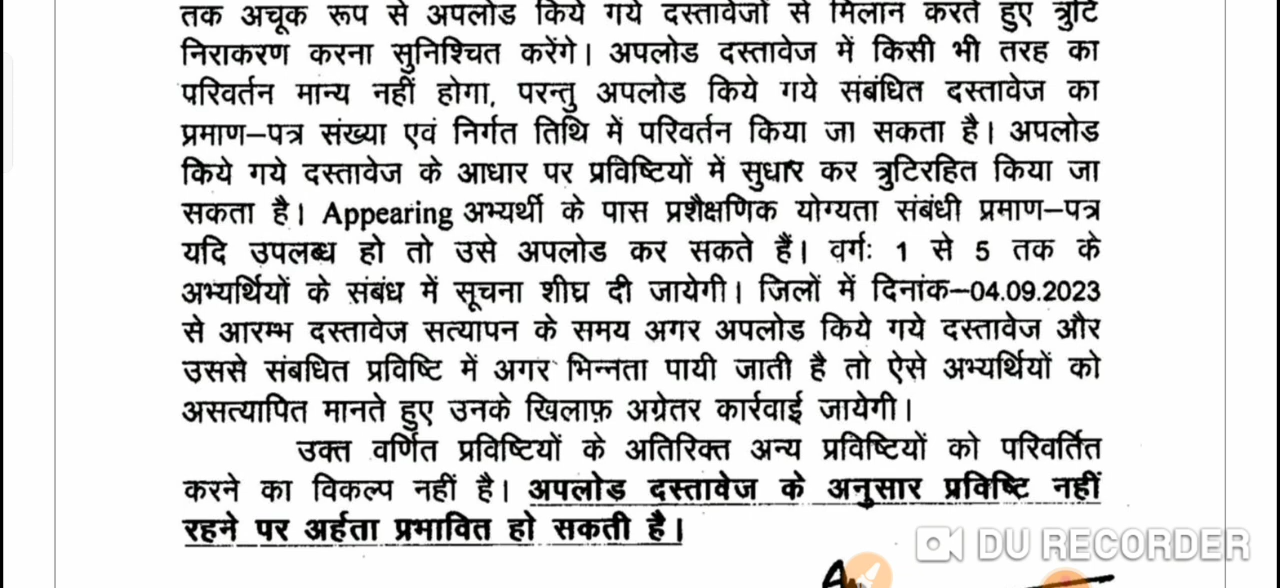 तक अचूक रूप से अपलोड किये गये दस्तावेजों से मिलान करते हुए त्रुटि
निराकरण करना सुनिश्चित करेंगे। अपलोड दस्तावेज में किसी भी तरह का
परिवर्तन मान्य नहीं होगा, परन्तु अपलोड किये गये संबंधित दस्तावेज का
प्रमाण–पत्र संख्या एवं निर्गत तिथि में परिवर्तन किया जा सकता है। अपलोड
किये गये दस्तावेज के आधार पर प्रविष्टियों में सुधार कर त्रुटिरहित किया जा
सकता है। Appearing अभ्यर्थी के पास प्रशैक्षणिक योग्यता संबंधी प्रमाण–पत्र
यदि उपलब्ध हो तो उसे अपलोड कर सकते हैं। वर्गः 1 से 5 तक के
अभ्यर्थियों के संबंध में सूचना शीघ्र दी जायेगी। जिलों में दिनांक–04.09.2023
से आरम्भ दस्तावेज सत्यापन के समय अगर अपलोड किये गये दस्तावेज और
उससे संबधित प्रविष्टि में अगर भिन्नता पायी जाती है तो ऐसे अभ्यर्थियों को
असत्यापित मानते हुए उनके खिलाफ़ अग्रेतर कार्रवाई जायेगी।
उक्त वर्णित प्रविष्टियों के अतिरिक्त अन्य प्रविष्टियों को परिवर्तित
करने का विकल्प नहीं है। अपलोड दस्तावेज के अनुसार प्रविष्टि नहीं
रहने पर अर्हता प्रभावित हो सकती है।
DU RECORDER